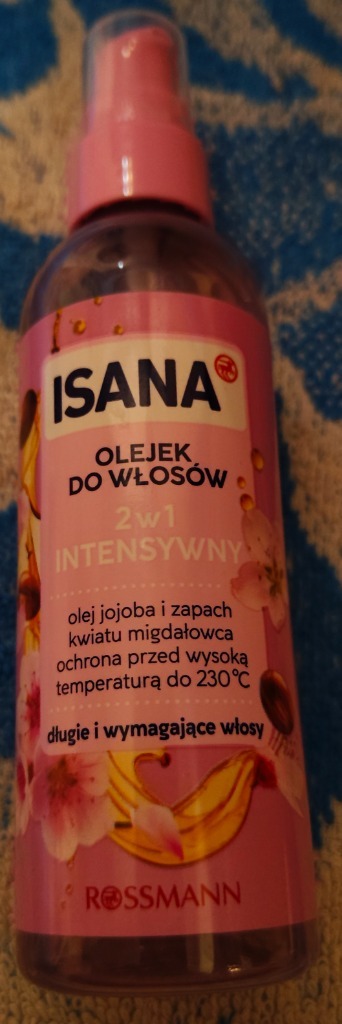 ISANA
OLEJEK
DO WŁOSÓW
2w1
INTENSYWNY
olej jojoba i zapach
kwiatu migdałowca
ochrona przed wysoką
temperaturą do 230°C
długie i wymagające włosy
ROSSMANN